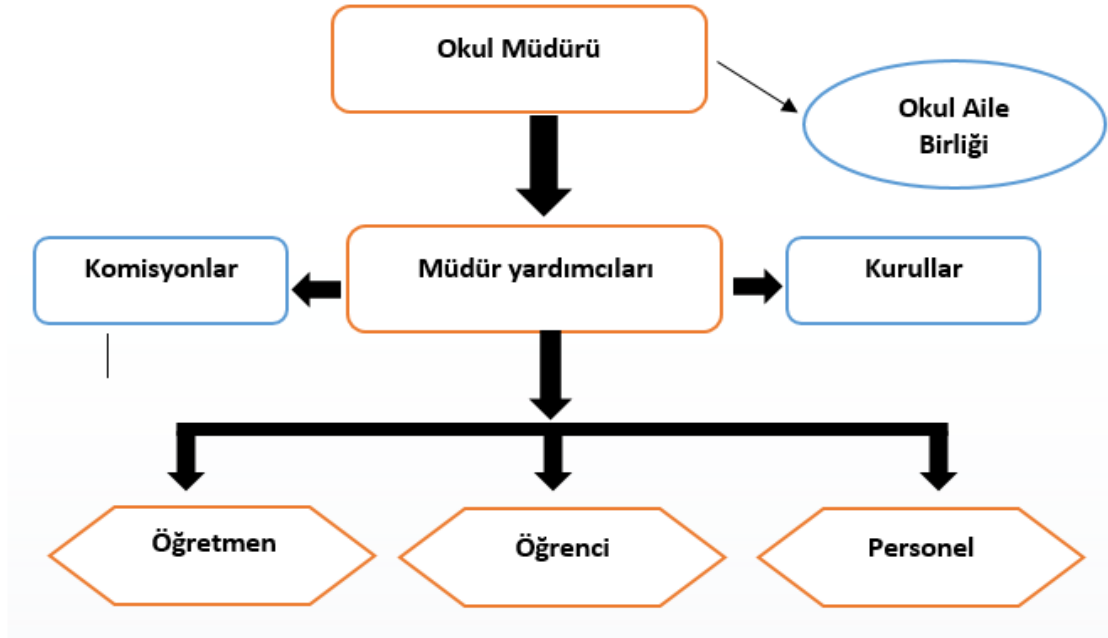 Okul Müdürü
Okul Aile
Birliği
Komisyonlar
Müdür yardımcıları
Kurullar
Öğretmen
Öğrenci
Personel